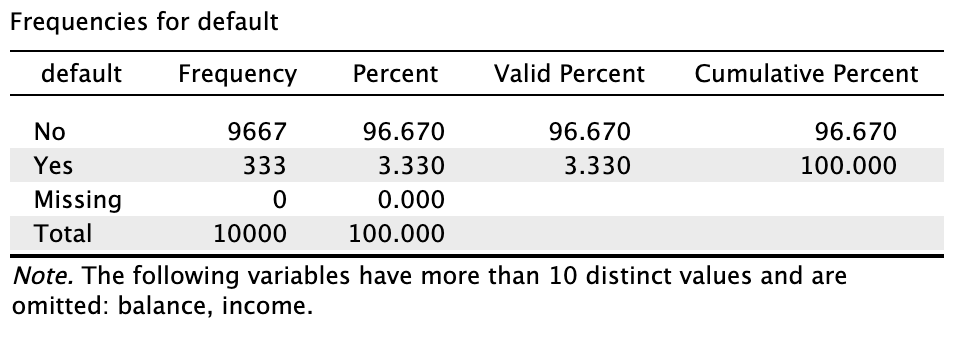 Frequencies for default
default Frequency Percent Valid Percent Cumulative Percent
No 9667 96.670 96.670 96.670
Yes 333 3.330 3.330 100.000
Missing 0 0.000
Total 10000 100.000
Note. The following variables have more than 10 distinct values and are
omitted: balance, income.